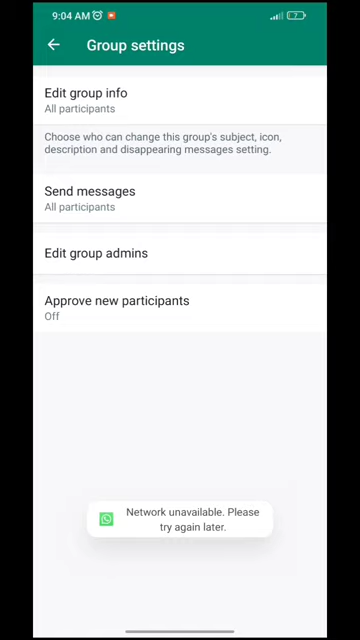 9:04 AM
7
Group settings
Edit group info
All participants
Choose who can change this group's subject, icon,
description and disappearing messages setting.
Send messages
All participants
Edit group admins
Approve new participants
Off
Network unavailable. Please
try again later.